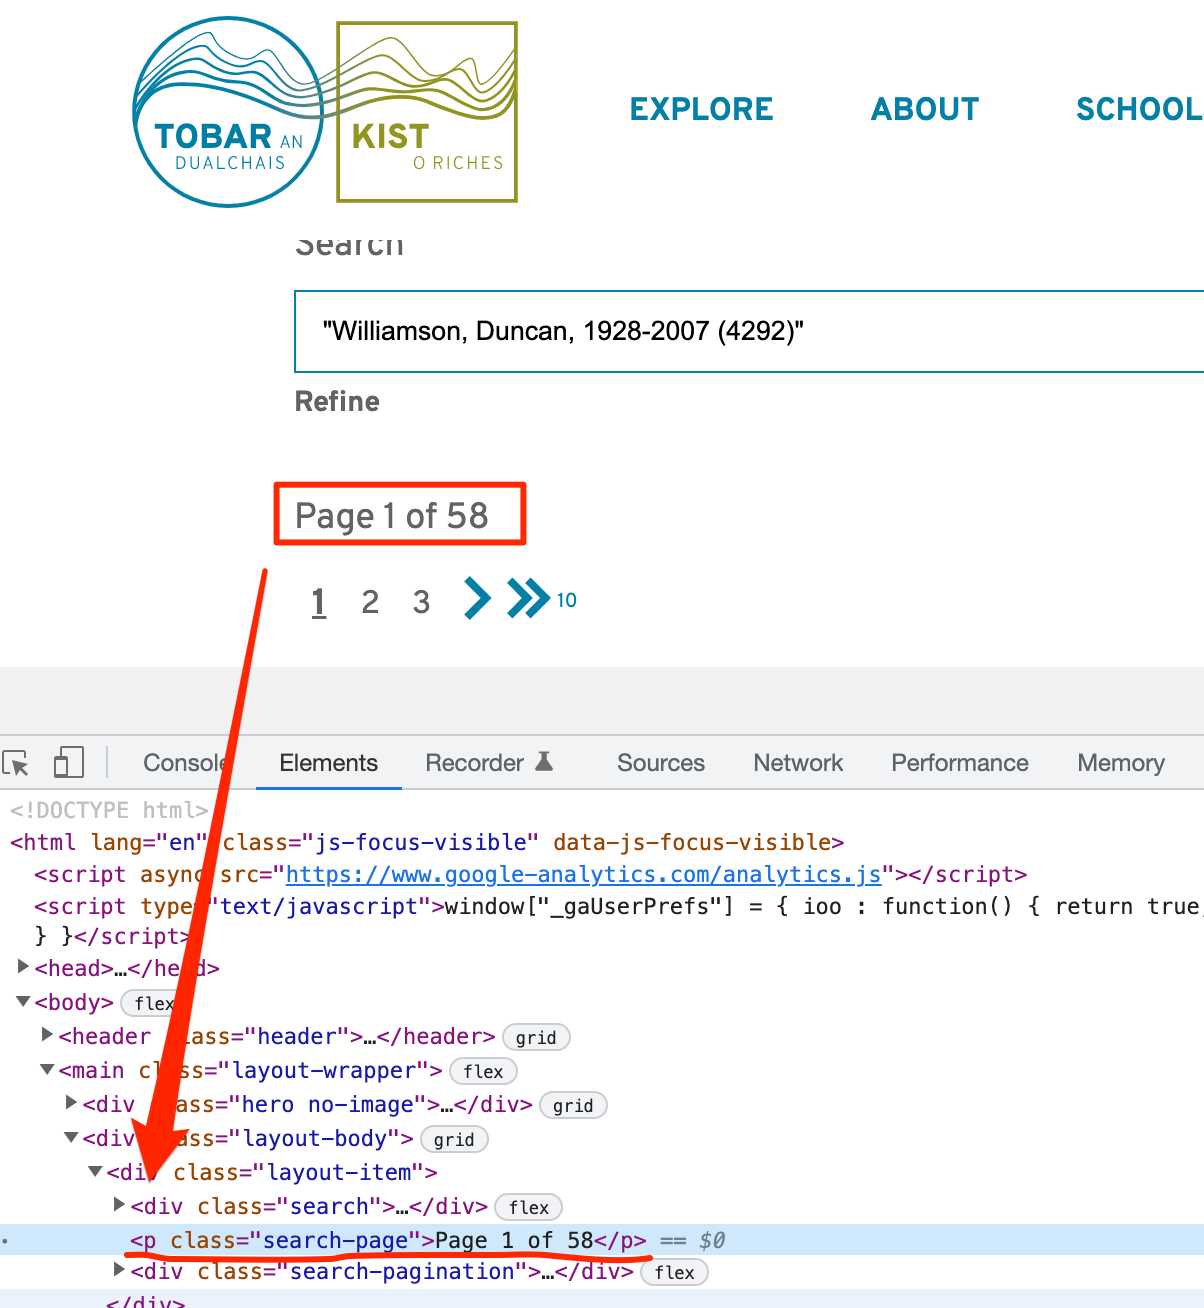 TOBAR AN
DUALCHAIS
KIST
O RICHES
EXPLORE ABOUT SCHOOL
Search
"Williamson, Duncan, 1928-2007 (4292)"
Refine
Page 1 of 58
1 2 3 10
Console Elements Recorder Sources Network Performance Memory
<!DOCTYPE html>
<html lang="en" class="js-focus-visible" data-js-focus-visible>
<script async src="https://www.google-analytics.com/analytics.js"></script>
<script type="text/javascript">window["_gaUserPrefs"] = { ioo : function() { return true;
} }</script>
<head>…</head>
<body> flex
<header class="header">…</header> grid
<main class="layout-wrapper"> flex
<div class="hero no-image">…</div> grid
<div class="layout-body"> grid
<div class="layout-item">
<div class="search">…</div> flex
<p class="search-page">Page 1 of 58</p> == $0
<div class="search-pagination">…</div> flex
</div>